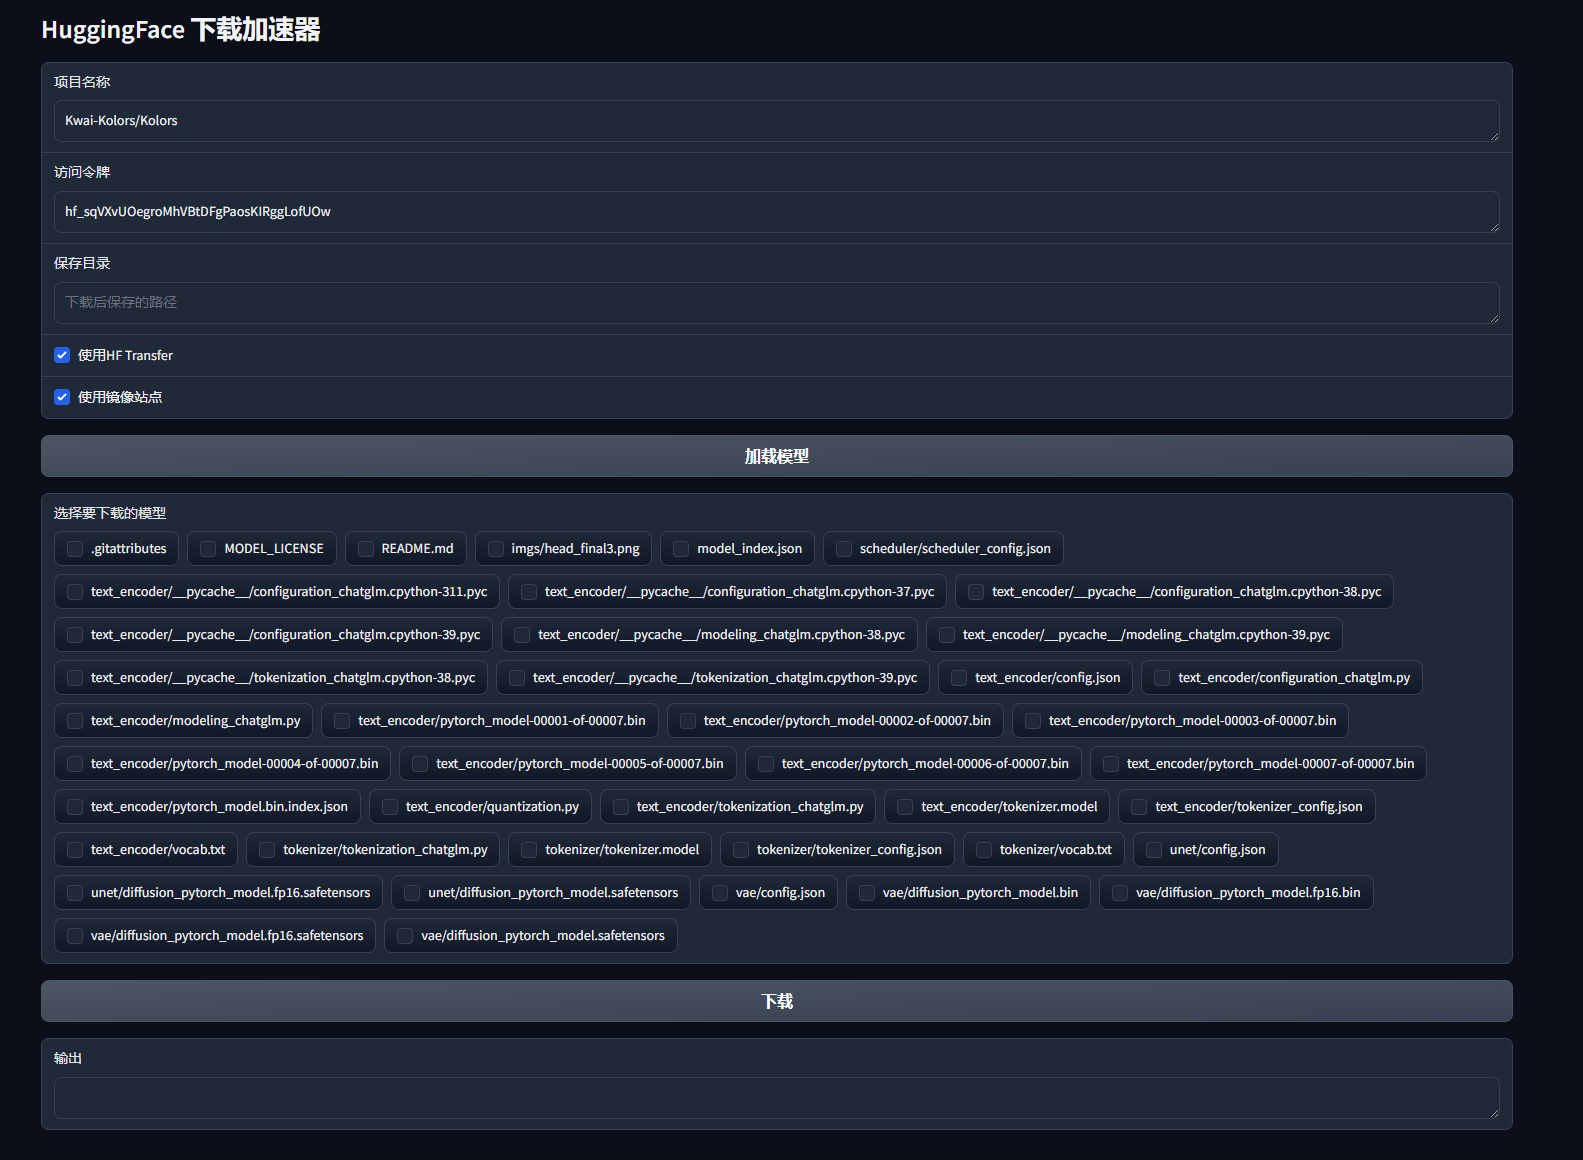 HuggingFace 下载加速器
项目名称
Kwai-Kolors/Kolors
访问令牌
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
保存目录
下载后保存的路径
使用HF Transfer
使用镜像站点
加载模型
选择要下载的模型
.gitattributes MODEL_LICENSE README.md imgs/head_final3.png model_index.json scheduler/scheduler_config.json
text_encoder/__pycache__/configuration_chatglm.cpython-311.pyc text_encoder/__pycache__/configuration_chatglm.cpython-37.pyc text_encoder/__pycache__/configuration_chatglm.cpython-38.pyc
text_encoder/__pycache__/configuration_chatglm.cpython-39.pyc text_encoder/__pycache__/modeling_chatglm.cpython-38.pyc text_encoder/__pycache__/modeling_chatglm.cpython-39.pyc
text_encoder/__pycache__/tokenization_chatglm.cpython-38.pyc text_encoder/__pycache__/tokenization_chatglm.cpython-39.pyc text_encoder/config.json text_encoder/configuration_chatglm.py
text_encoder/modeling_chatglm.py text_encoder/pytorch_model-00001-of-00007.bin text_encoder/pytorch_model-00002-of-00007.bin text_encoder/pytorch_model-00003-of-00007.bin
text_encoder/pytorch_model-00004-of-00007.bin text_encoder/pytorch_model-00005-of-00007.bin text_encoder/pytorch_model-00006-of-00007.bin text_encoder/pytorch_model-00007-of-00007.bin
text_encoder/pytorch_model.bin.index.json text_encoder/quantization.py text_encoder/tokenization_chatglm.py text_encoder/tokenizer.model text_encoder/tokenizer_config.json
text_encoder/vocab.txt tokenizer/tokenization_chatglm.py tokenizer/tokenizer.model tokenizer/tokenizer_config.json tokenizer/vocab.txt unet/config.json
unet/diffusion_pytorch_model.fp16.safetensors unet/diffusion_pytorch_model.safetensors vae/config.json vae/diffusion_pytorch_model.bin vae/diffusion_pytorch_model.fp16.bin
vae/diffusion_pytorch_model.fp16.safetensors vae/diffusion_pytorch_model.safetensors
下载
输出